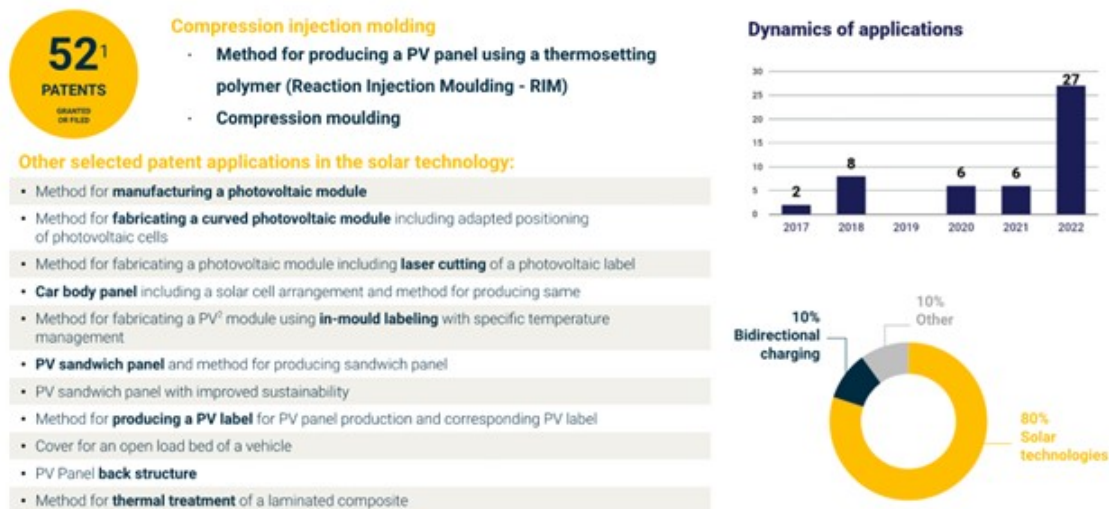 52¹
PATENTS
GRANTED
OR FILED
Compression injection molding
· Method for producing a PV panel using a thermosetting
polymer (Reaction Injection Moulding - RIM)
· Compression moulding
Other selected patent applications in the solar technology:
• Method for manufacturing a photovoltaic module
• Method for fabricating a curved photovoltaic module including adapted positioning
of photovoltaic cells
• Method for fabricating a photovoltaic module including laser cutting of a photovoltaic label
• Car body panel including a solar cell arrangement and method for producing same
• Method for fabricating a PV² module using in-mould labeling with specific temperature
management
• PV sandwich panel and method for producing sandwich panel
• PV sandwich panel with improved sustainability
• Method for producing a PV label for PV panel production and corresponding PV label
• Cover for an open load bed of a vehicle
• PV Panel back structure
• Method for thermal treatment of a laminated composite
Dynamics of applications
30
25
20
15
10
5
0
2
8
6
6
27
2017
2018
2019
2020
2021
2022
10%
Other
10%
Bidirectional
charging
80%
Solar
technologies